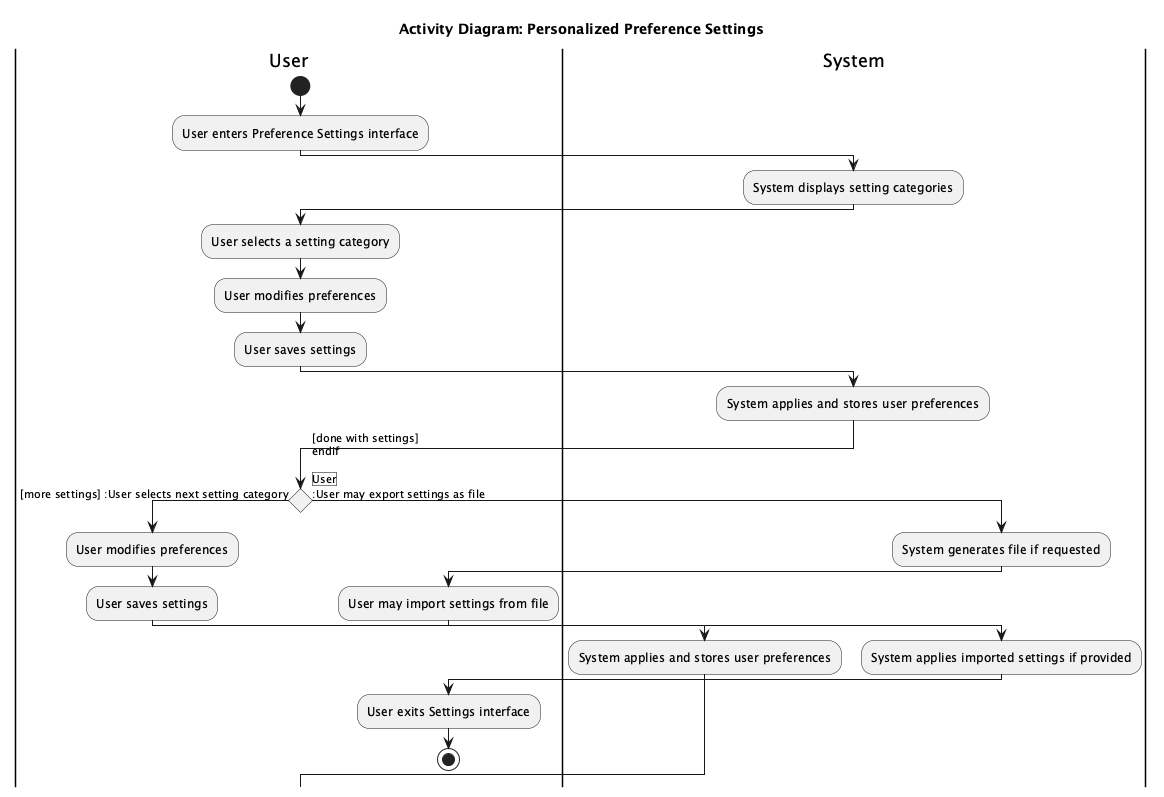 Activity Diagram: Personalized Preference Settings
User
System
User enters Preference Settings interface
System displays setting categories
User selects a setting category
User modifies preferences
User saves settings
System applies and stores user preferences
[done with settings]
endif
User
[more settings] :User selects next setting category
:User may export settings as file
User modifies preferences
System generates file if requested
User saves settings
User may import settings from file
System applies and stores user preferences
System applies imported settings if provided
User exits Settings interface